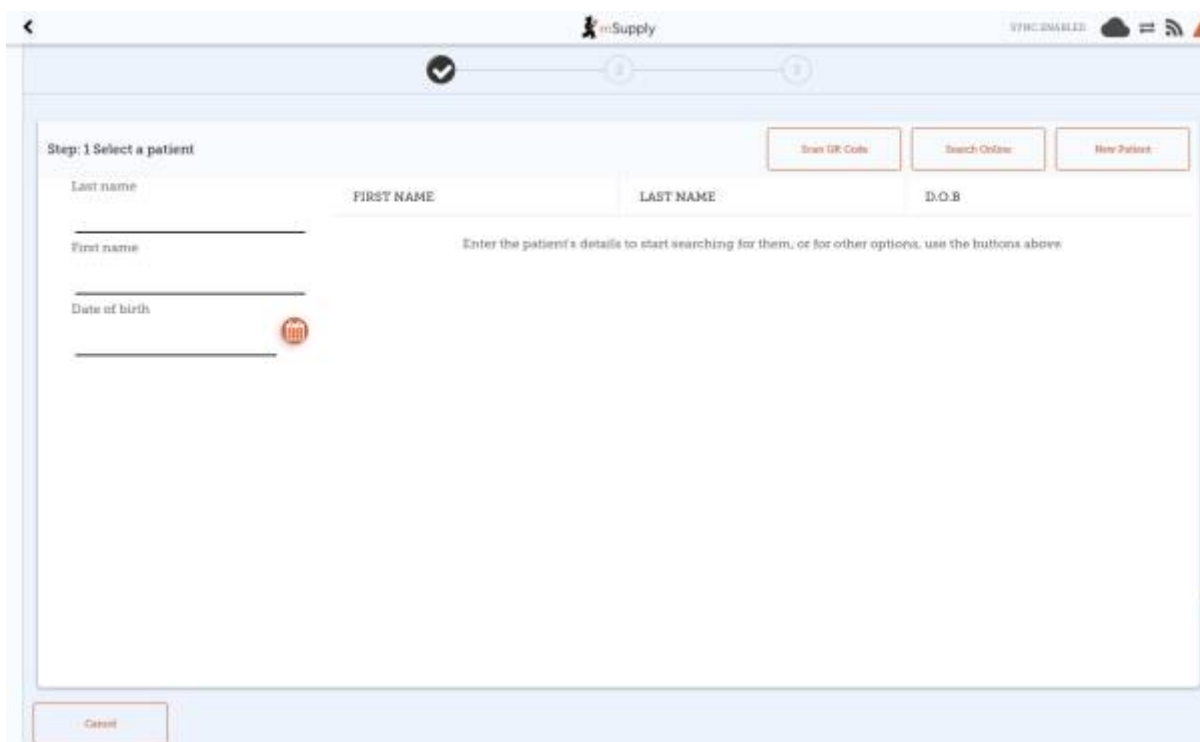 mSupply
SYNC ENABLED
2
3
Step: 1 Select a patient
Scan QR Code
Search Online
New Patient
Last name
FIRST NAME
LAST NAME
D.O.B
First name
Enter the patient's details to start searching for them, or for other options, use the buttons above
Date of birth
Cancel